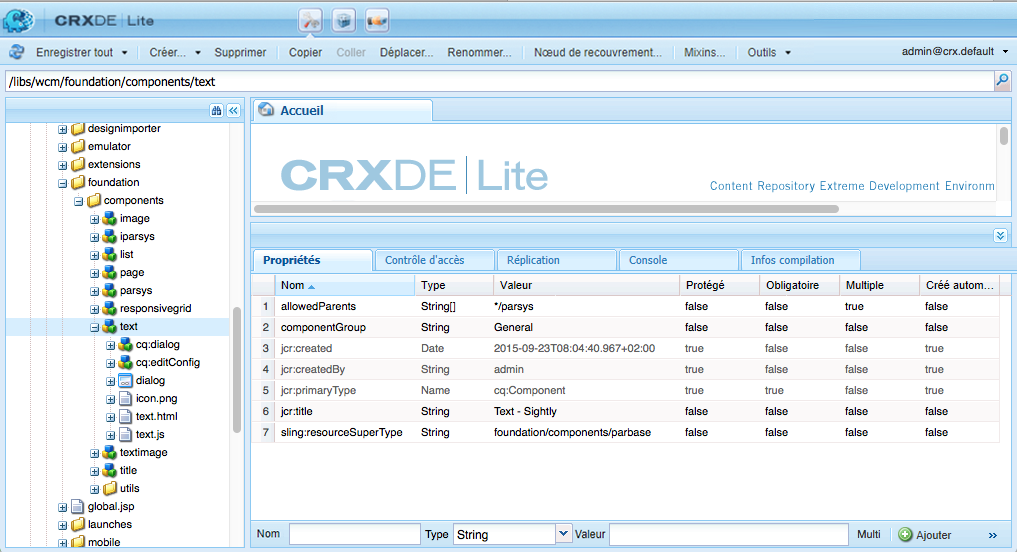 CRXDE | Lite
Enregistrer tout Créer... Supprimer Copier Coller Déplacer... Renommer... Nœud de recouvrement... Mixins... Outils admin@crx.default
/libs/wcm/foundation/components/text
designimporter
emulator
extensions
foundation
components
image
iparsys
list
page
parsys
responsivegrid
text
cq:dialog
cq:editConfig
dialog
icon.png
text.html
text.js
textimage
title
utils
global.jsp
launches
mobile
Accueil
CRXDE | Lite
Content Repository Extreme Development Environm
Propriétés Contrôle d'accès Réplication Console Infos compilation
Nom Type Valeur Protégé Obligatoire Multiple Créé autom...
1 allowedParents String[] */parsys false false true false
2 componentGroup String General false false false false
3 jcr:created Date 2015-09-23T08:04:40.967+02:00 true false false true
4 jcr:createdBy String admin true false false true
5 jcr:primaryType Name cq:Component true true false true
6 jcr:title String Text - Sightly false false false false
7 sling:resourceSuperType String foundation/components/parbase false false false false
Nom Type String Valeur Multi Ajouter »